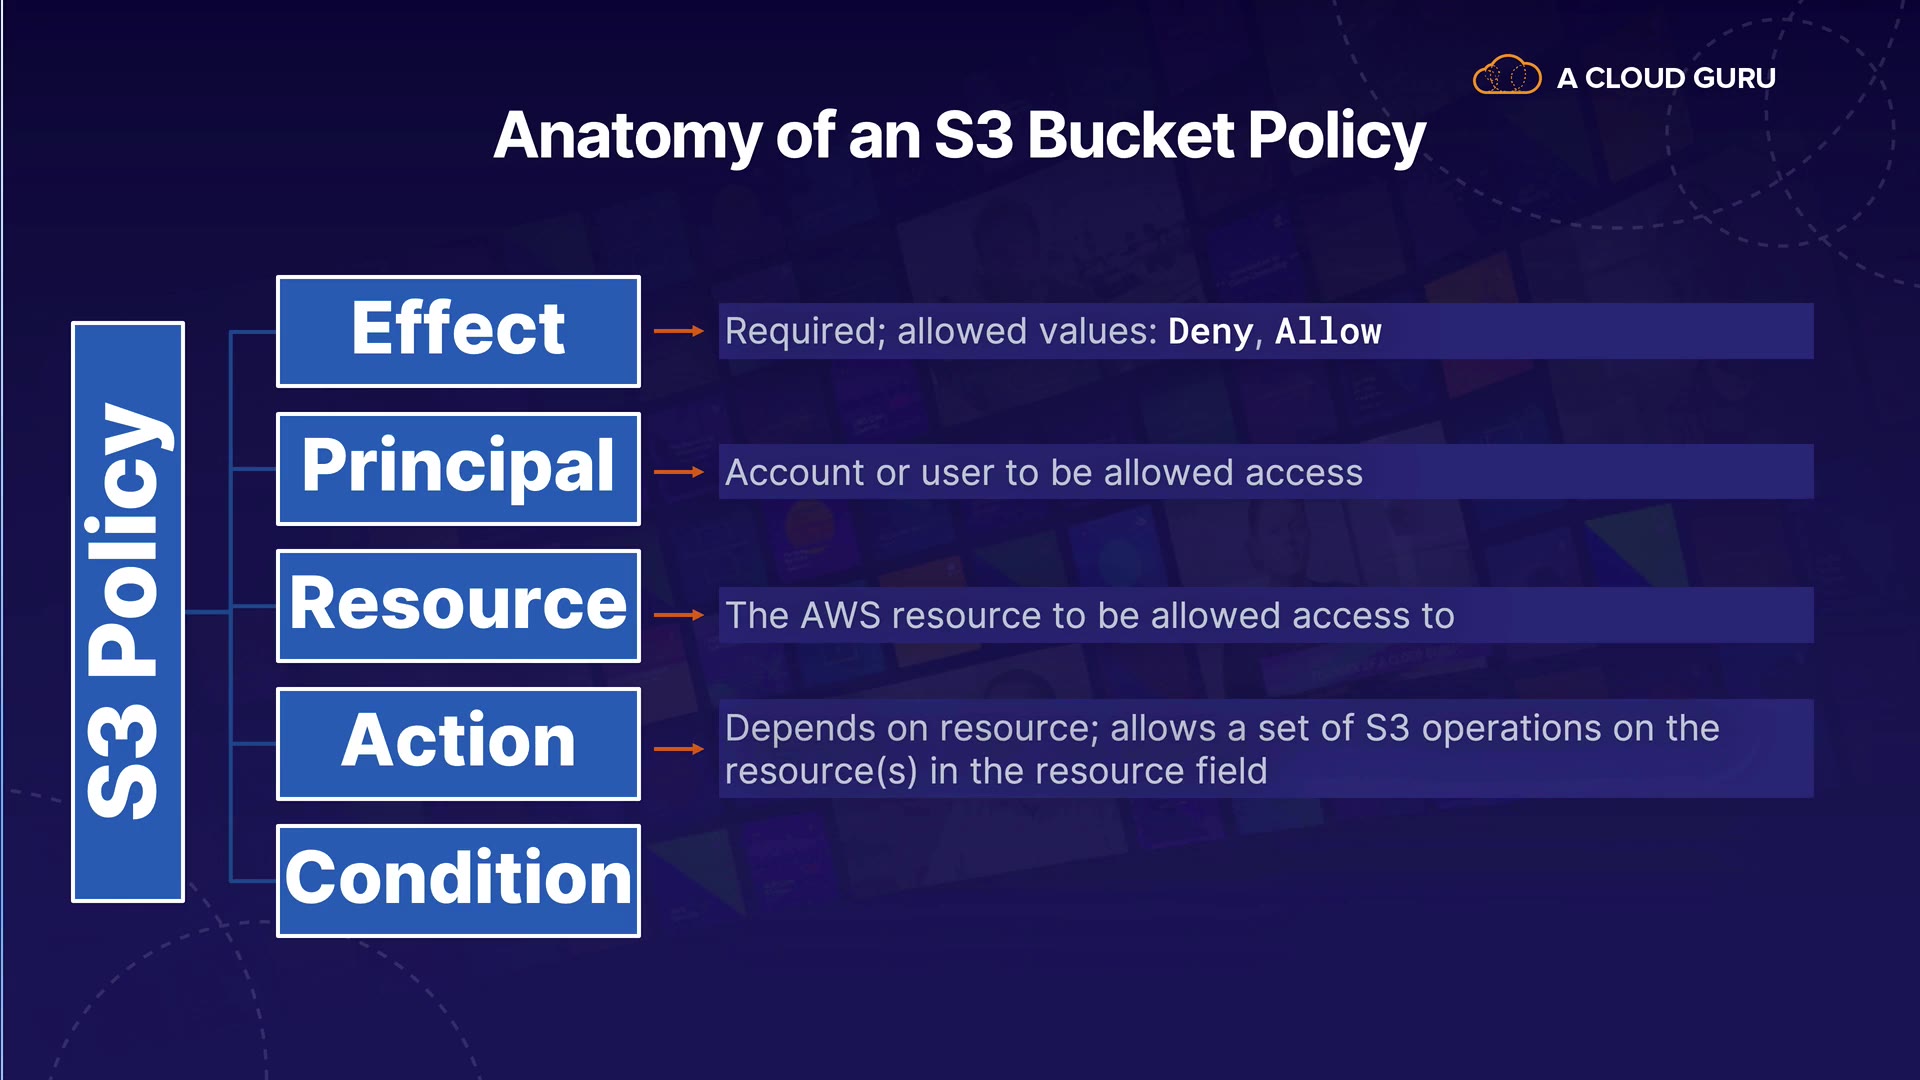 A CLOUD GURU
Anatomy of an S3 Bucket Policy
S3 Policy
Effect
Required; allowed values: Deny, Allow
Principal
Account or user to be allowed access
Resource
The AWS resource to be allowed access to
Action
Depends on resource; allows a set of S3 operations on the
resource(s) in the resource field
Condition